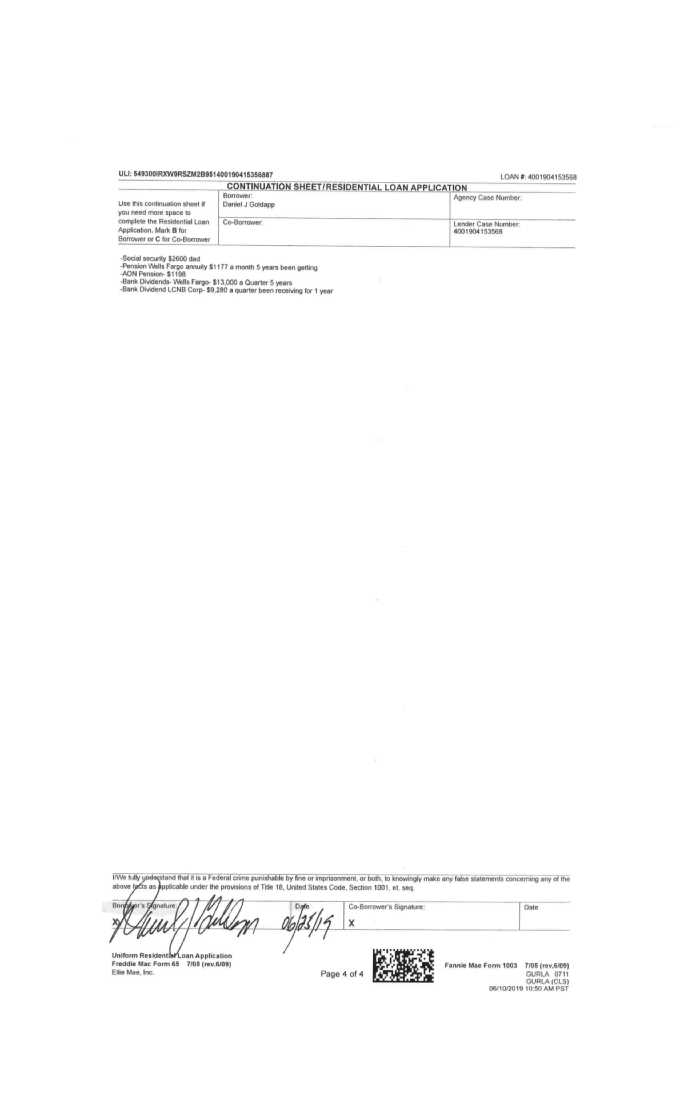 ULI: 549300IRXW9RSZM2B951400190415356887
LOAN #: 4001904153568
CONTINUATION SHEET/RESIDENTIAL LOAN APPLICATION
Use this continuation sheet if
you need more space to
complete the Residential Loan
Application. Mark B for
Borrower or C for Co-Borrower
Borrower:
Daniel J Goldapp
Agency Case Number:
Co-Borrower:
Lender Case Number:
4001904153568
-Social security $2600 dad
-Pension Wells Fargo annuity $1177 a month 5 years been getting
-AON Pension- $1198
-Bank Dividends- Wells Fargo- $13,000 a Quarter 5 years
-Bank Dividend LCNB Corp- $9,280 a quarter been receiving for 1 year
I/We fully understand that it is a Federal crime punishable by fine or imprisonment, or both, to knowingly make any false statements concerning any of the
above facts as applicable under the provisions of Title 18, United States Code, Section 1001, et. seq.
Borrower's Signature:
X
Date
06/25/19
Co-Borrower's Signature:
X
Date
Uniform Residential Loan Application
Freddie Mac Form 65 7/05 (rev.6/09)
Ellie Mae, Inc.
Page 4 of 4
Fannie Mae Form 1003 7/05 (rev.6/09)
GURLA 0711
GURLA (CLS)
06/10/2019 10:50 AM PST